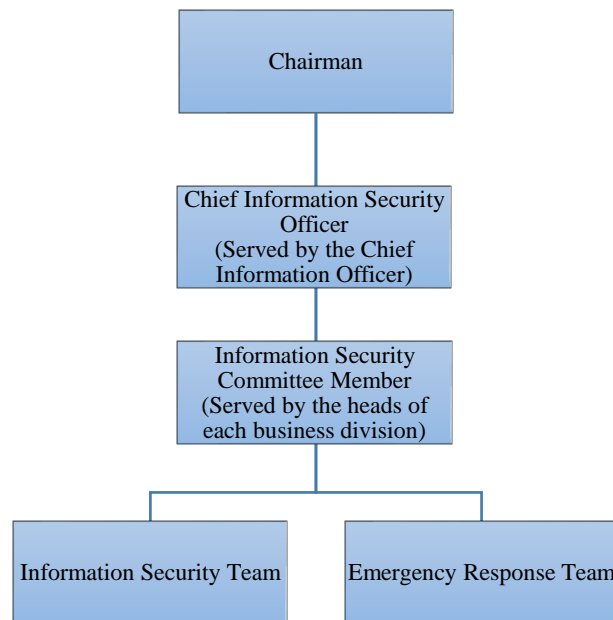 Chairman
Chief Information Security
Officer
(Served by the Chief
Information Officer)
Information Security
Committee Member
(Served by the heads of
each business division)
Information Security Team
Emergency Response Team